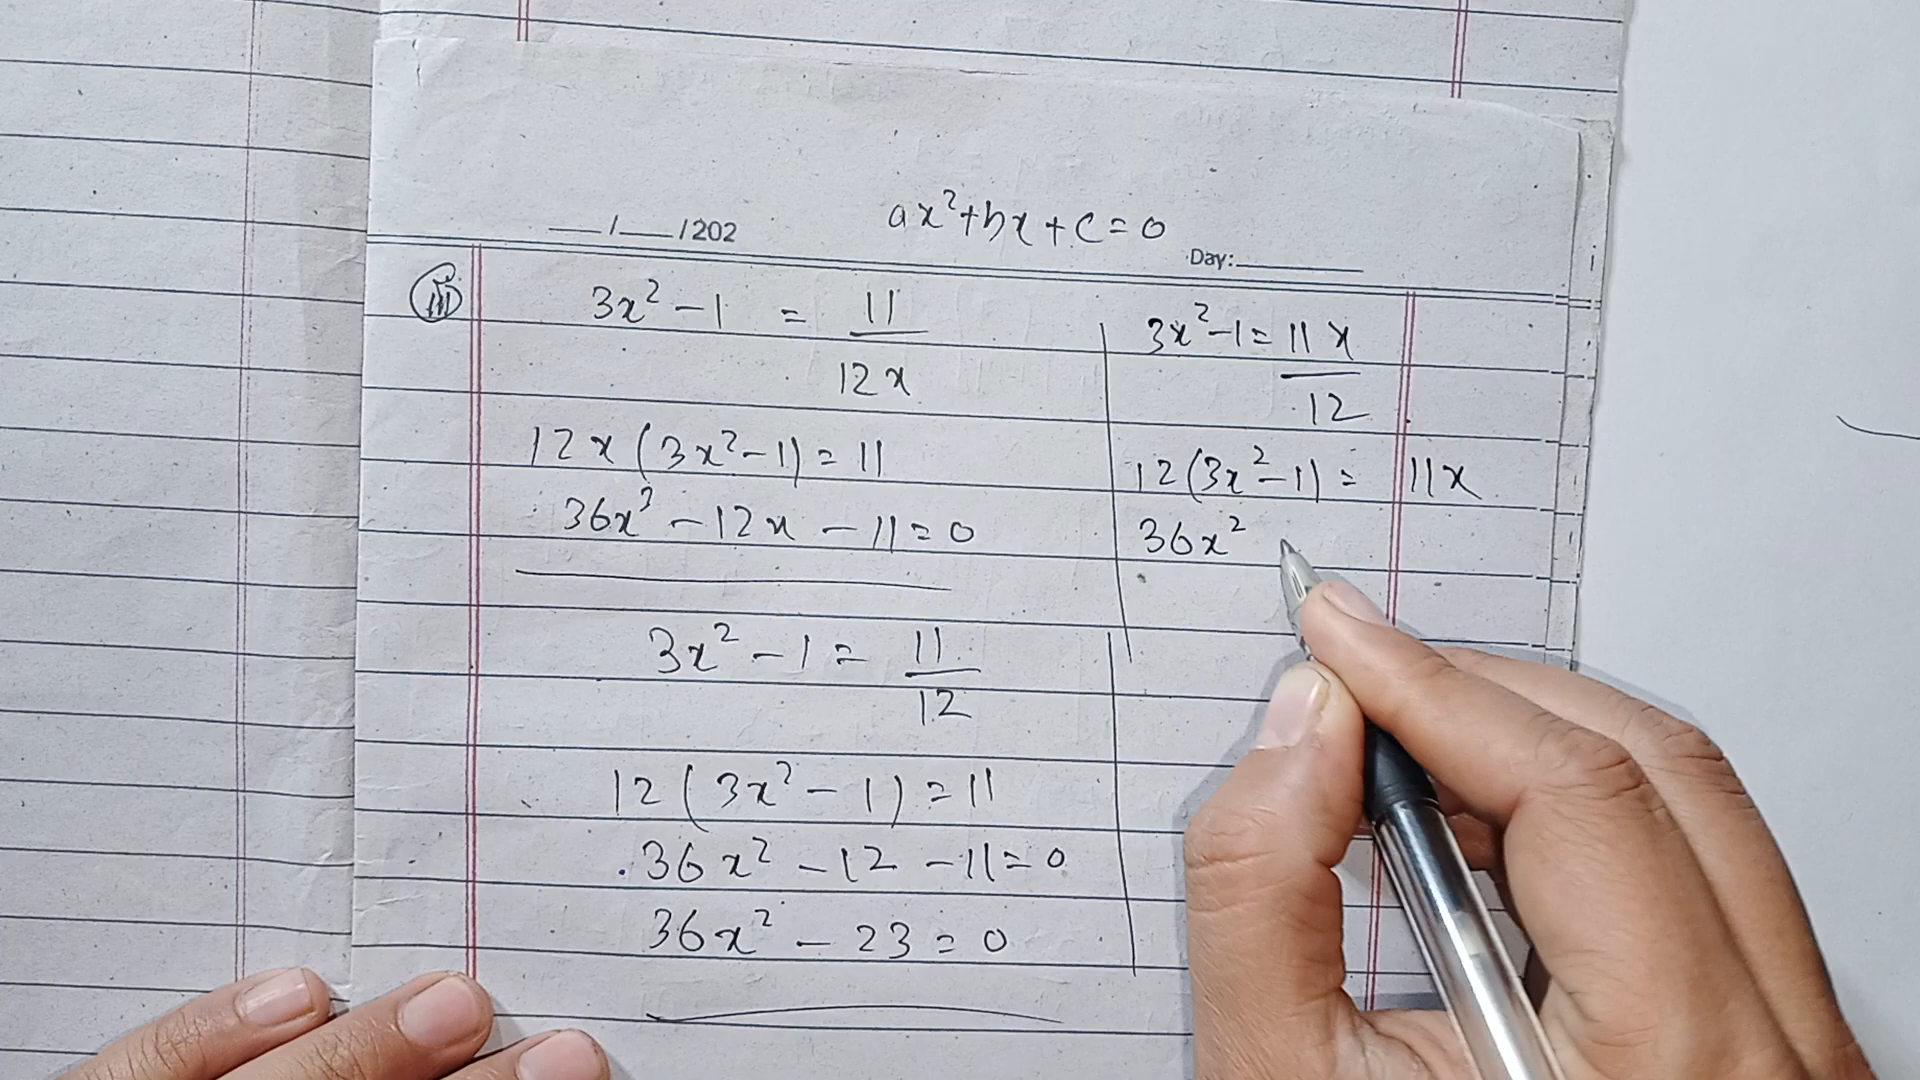 ax²+bx+c=0
__/__/202
Day:
iii
3x² - 1 = 11/12x
12x(3x²-1) = 11
36x³ - 12x - 11 = 0
3x² - 1 = 11/12
12(3x² - 1) = 11
36x² - 12 - 11 = 0
36x² - 23 = 0
3x²-1 = 11x/12
12(3x²-1) = 11x
36x²